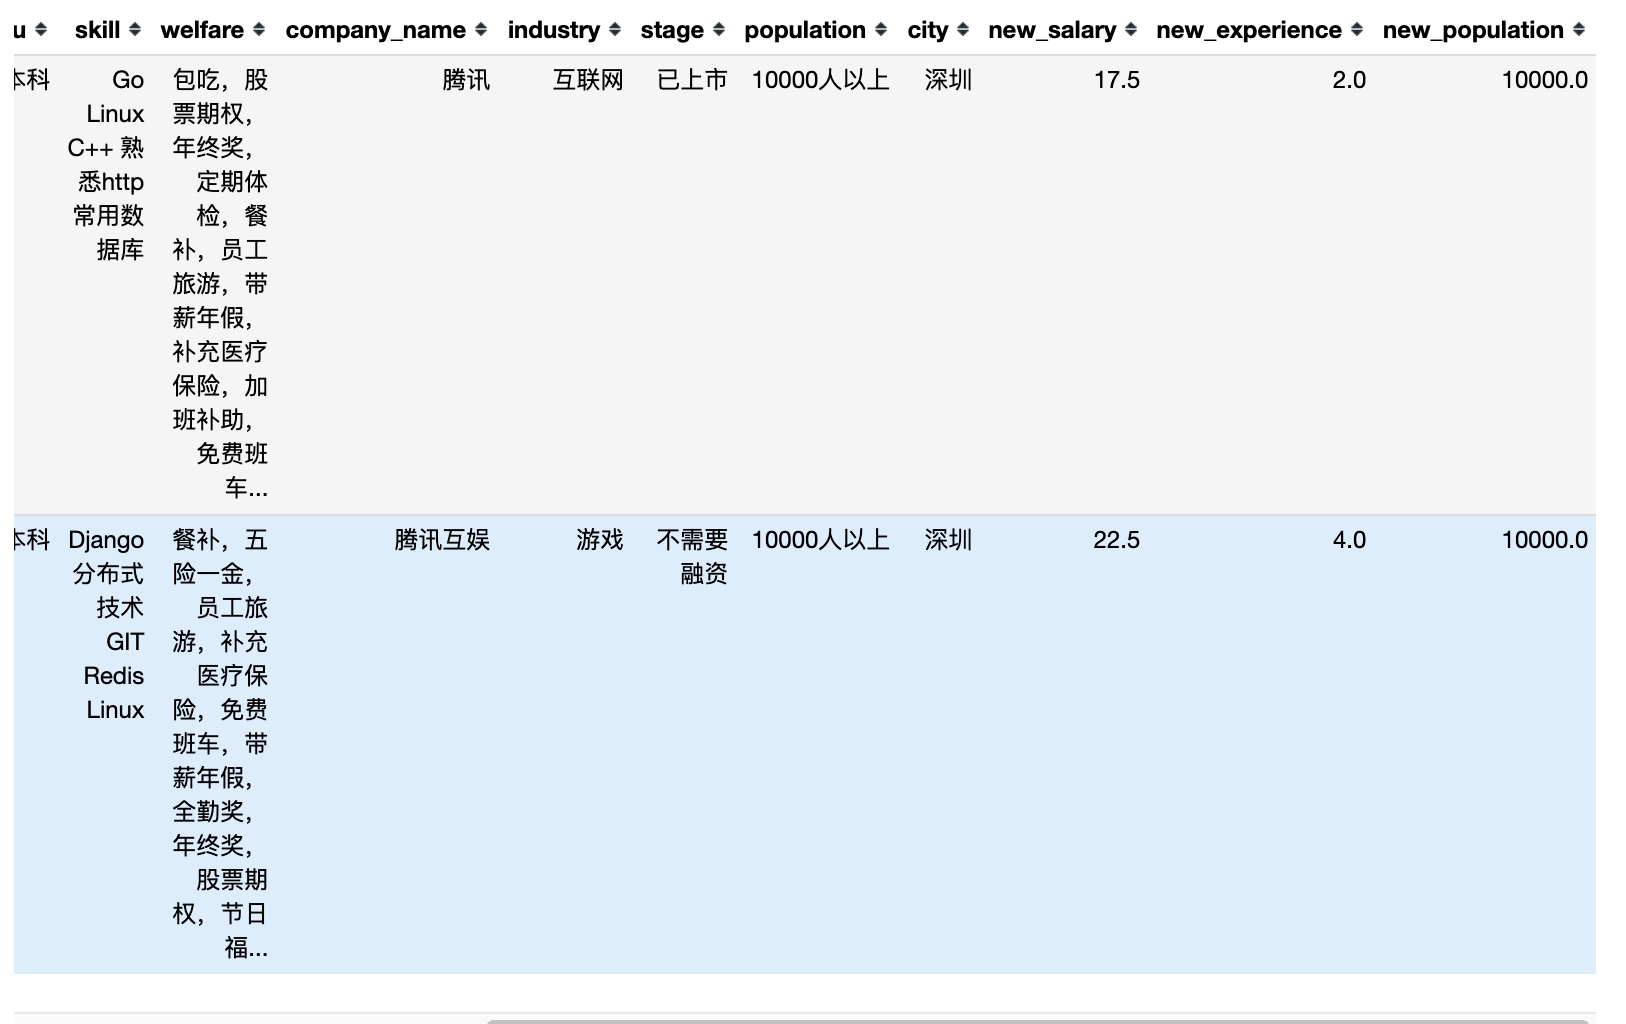 u skill welfare company_name industry stage population city new_salary new_experience new_population
本科 Go 包吃，股 腾讯 互联网 已上市 10000人以上 深圳 17.5 2.0 10000.0
Linux 票期权，
C++ 熟 年终奖，
悉http 定期体
常用数 检，餐
据库 补，员工
旅游，带
薪年假，
补充医疗
保险，加
班补助，
免费班
车...
本科 Django 餐补，五 腾讯互娱 游戏 不需要 10000人以上 深圳 22.5 4.0 10000.0
分布式 险一金， 融资
技术 员工旅
GIT 游，补充
Redis 医疗保
Linux 险，免费
班车，带
薪年假，
全勤奖，
年终奖，
股票期
权，节日
福...